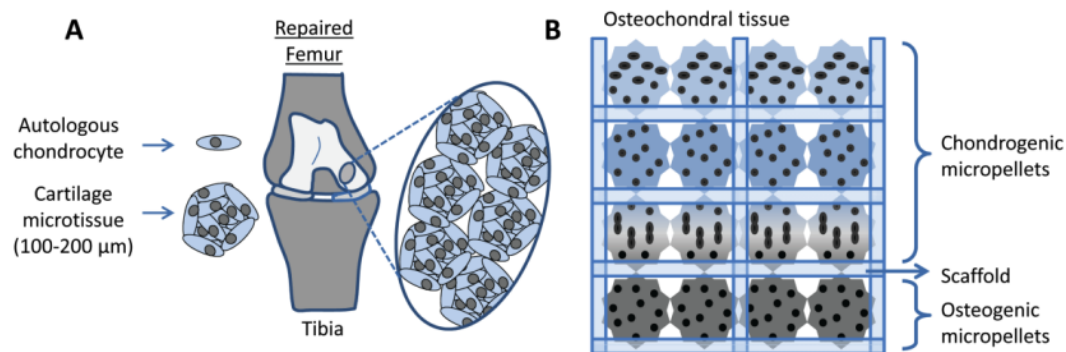 A
Repaired
Femur
Autologous
chondrocyte
Cartilage
microtissue
(100-200 µm)
Tibia
B
Osteochondral tissue
Chondrogenic
micropellets
Scaffold
Osteogenic
micropellets